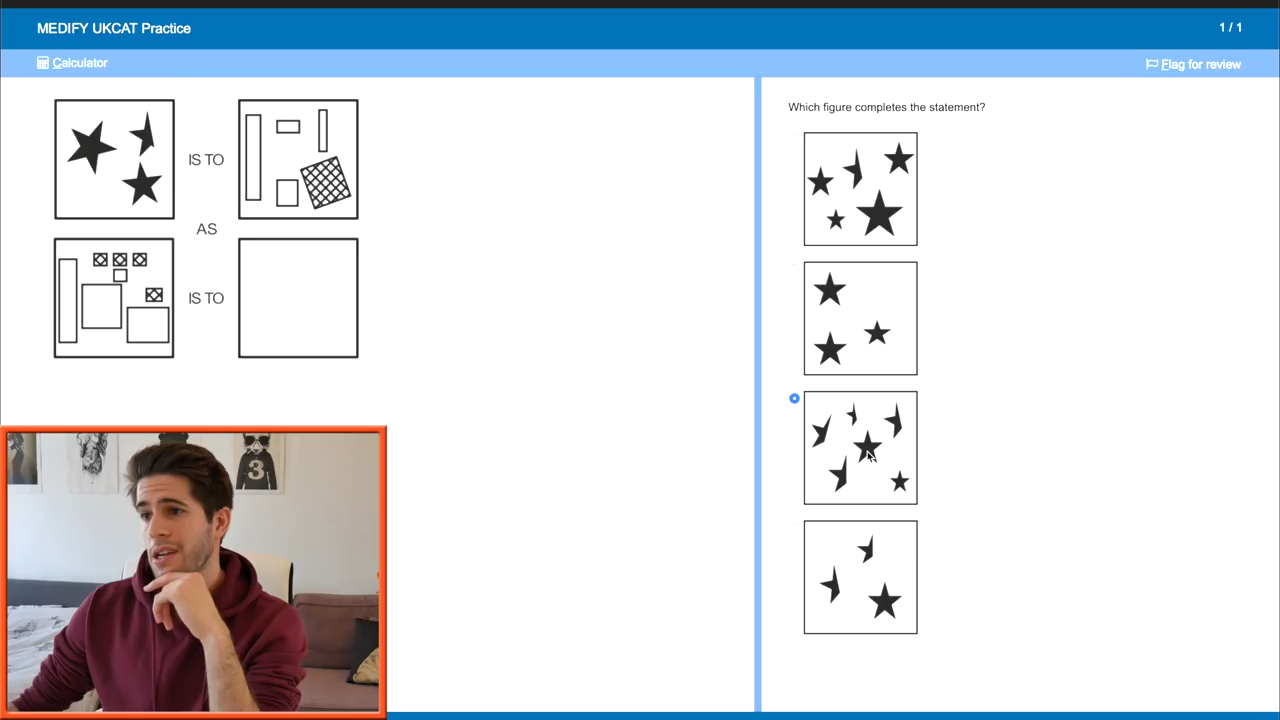 MEDIFY UKCAT Practice
1 / 1
Calculator
Flag for review
Which figure completes the statement?
IS TO
AS
IS TO
3